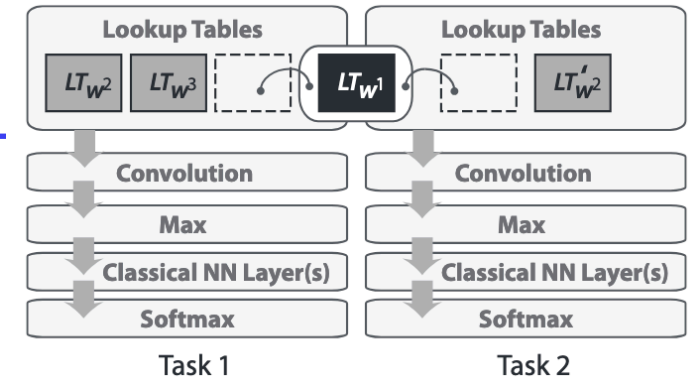 Lookup Tables
Lookup Tables
LTw2 LTw3 LTw1 LT'w2
Convolution
Convolution
Max
Max
Classical NN Layer(s)
Classical NN Layer(s)
Softmax
Softmax
Task 1
Task 2